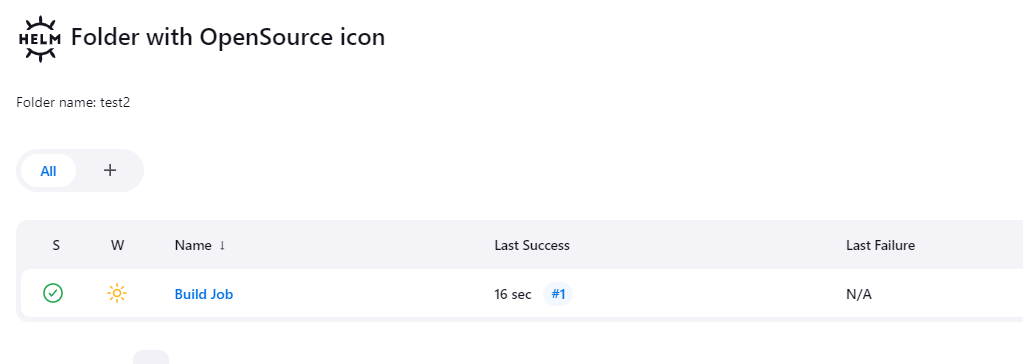 HELM Folder with OpenSource icon
Folder name: test2
All +
S W Name ↓ Last Success Last Failure
Build Job 16 sec #1 N/A